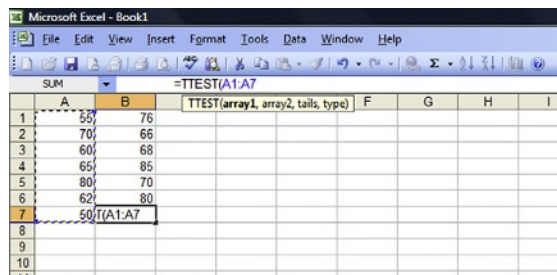 Microsoft Excel - Book1
File Edit View Insert Format Tools Data Window Help
SUM =TTEST(A1:A7
TTEST(array1, array2, tails, type)
A B F G H I
1 55 76
2 70 66
3 60 68
4 65 85
5 80 70
6 62 80
7 50 T(A1:A7
8
9
10